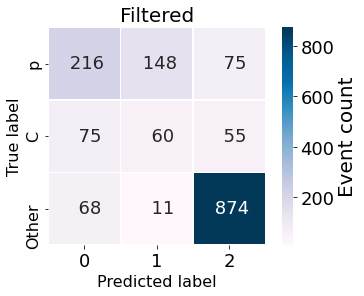 Filtered
p 216 148 75
C 75 60 55
Other 68 11 874
0 1 2
Predicted label
True label
800
600
400
200
Event count